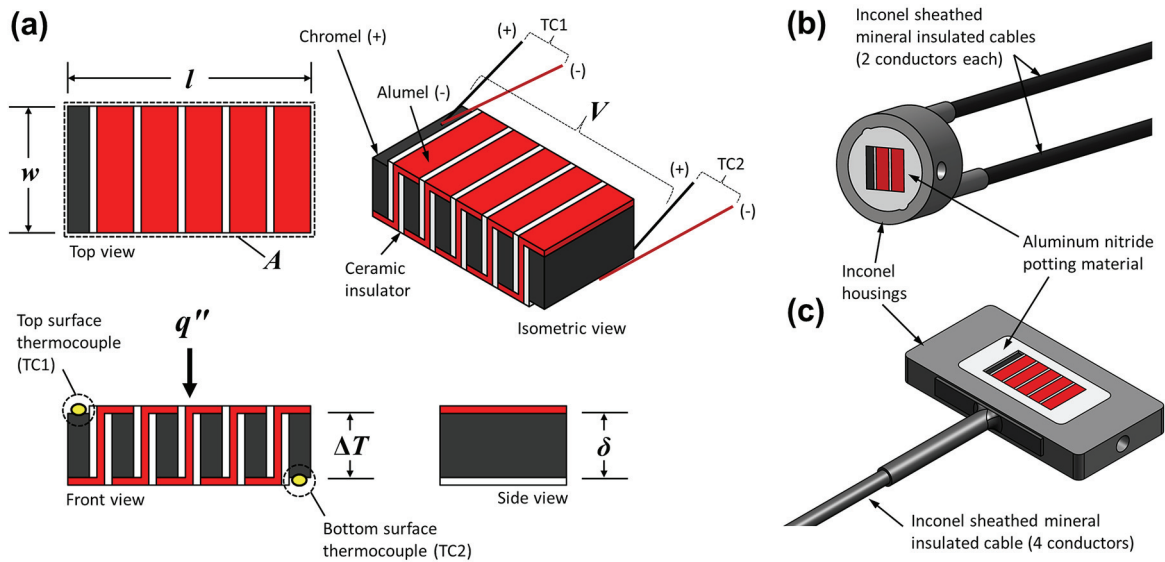 (a)
l
w
Top view
A
Chromel (+)
Alumel (-)
Ceramic
insulator
(+)
TC1
(-)
V
(+)
TC2
(-)
Isometric view
Top surface
thermocouple
(TC1)
q"
ΔT
Front view
Bottom surface
thermocouple (TC2)
δ
Side view
(b)
Inconel sheathed
mineral insulated cables
(2 conductors each)
Aluminum nitride
potting material
Inconel
housings
(c)
Inconel sheathed mineral
insulated cable (4 conductors)